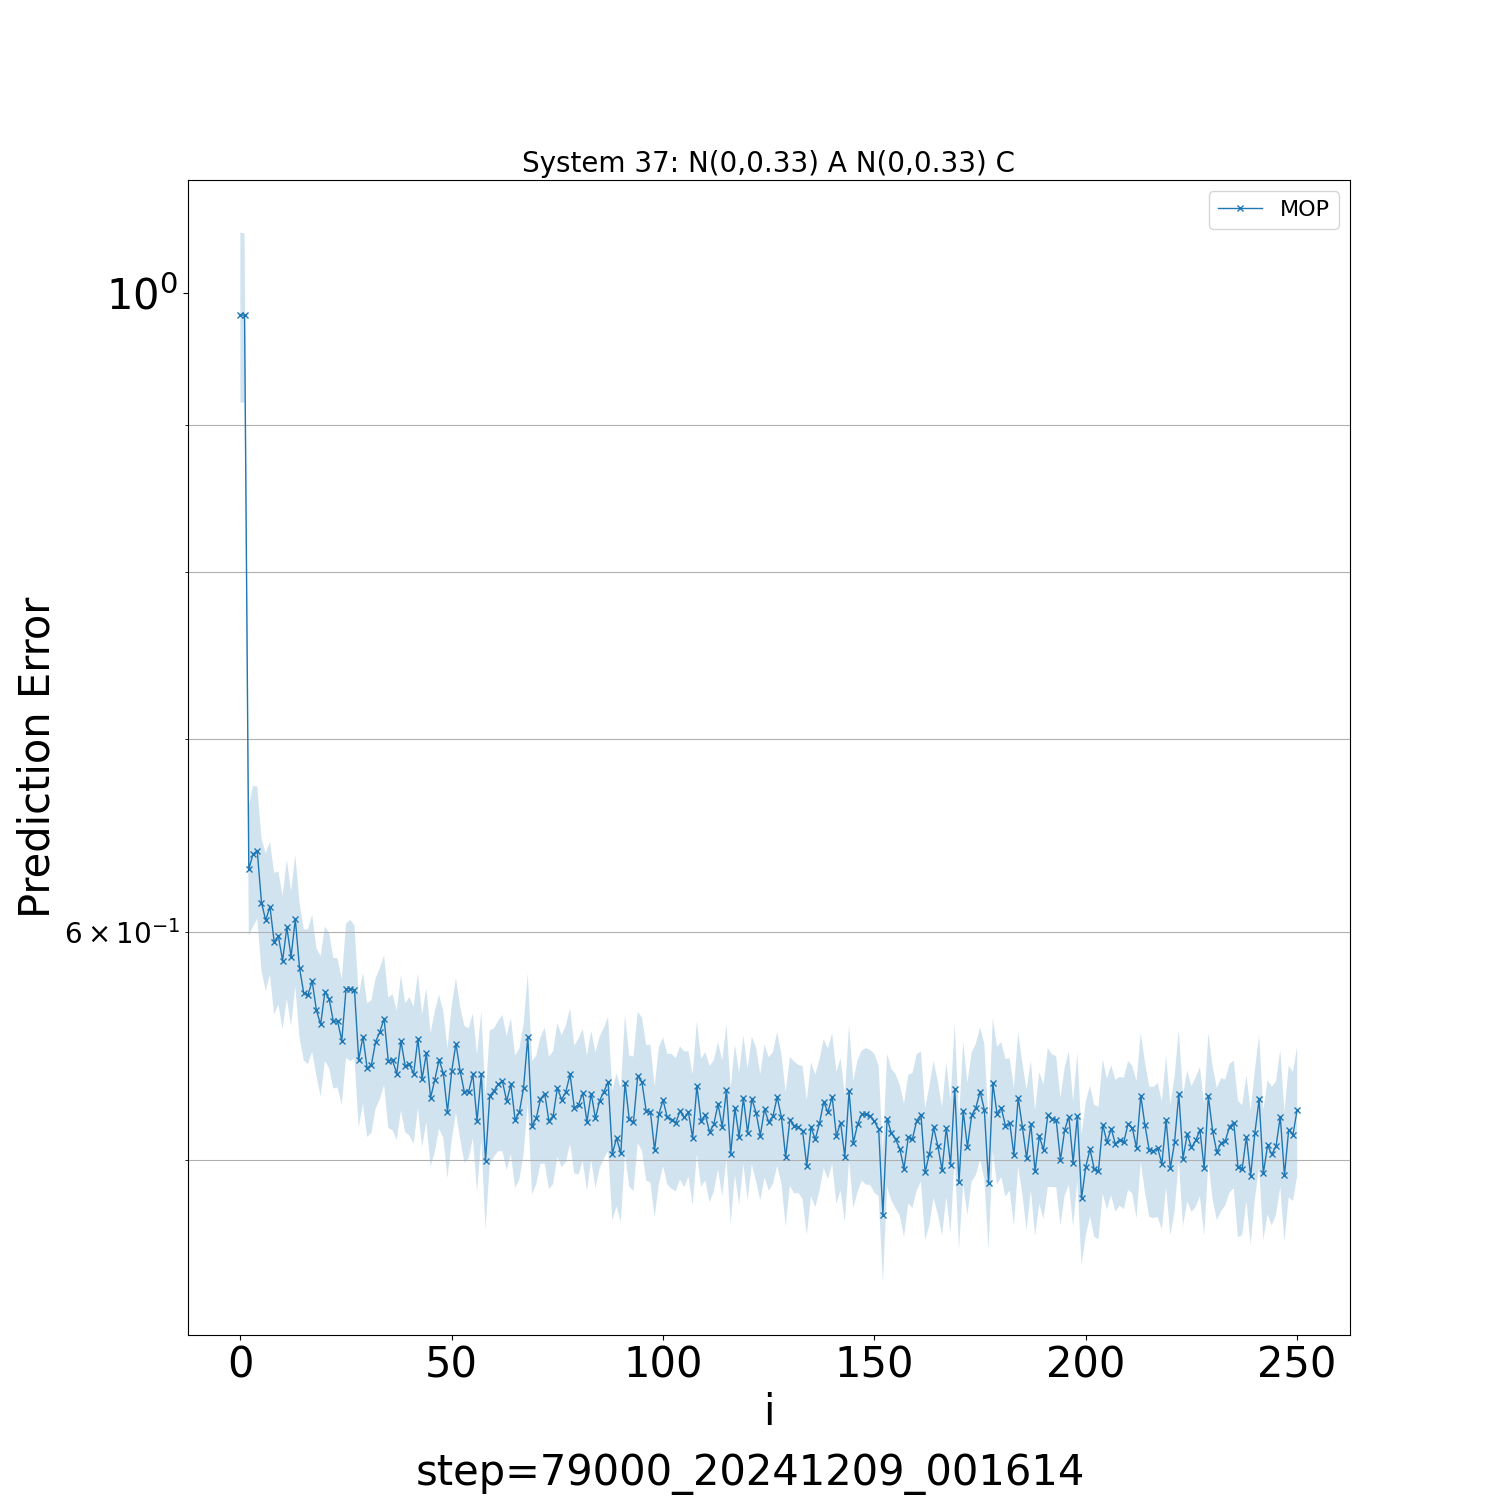 System 37: N(0,0.33) A N(0,0.33) C
MOP
10⁰
6 × 10⁻¹
Prediction Error
0 50 100 150 200 250
i
step=79000_20241209_001614